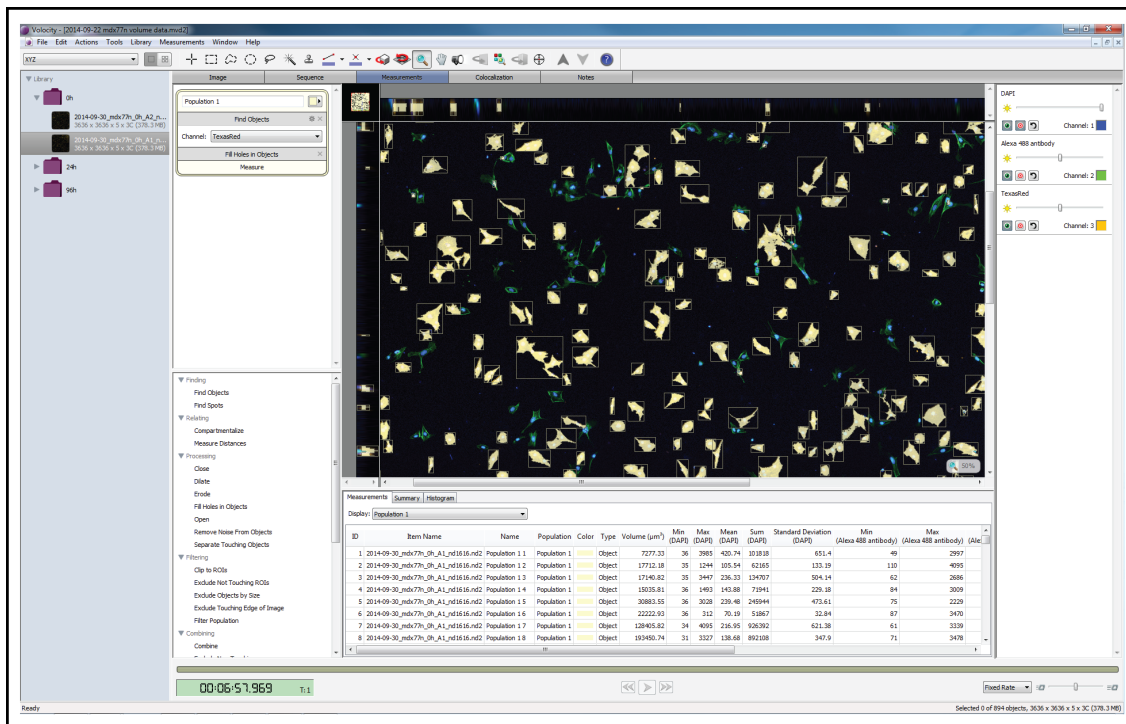 Volocity - [2014-09-22 mdx77n volume data.mvd2]
File Edit Actions Tools Library Measurements Window Help
XYZ
Library
Image Sequence Measurements Colocalization Notes
0h
2014-09-30_mdx77n_0h_A2_n...
3636 x 3636 x 5 x 3C (378.3 MB)
2014-09-30_mdx77n_0h_A1_n...
3636 x 3636 x 5 x 3C (378.3 MB)
24h
96h
Population 1
Find Objects
Channel: TexasRed
Fill Holes in Objects
Measure
Finding
Find Objects
Find Spots
Relating
Compartmentalize
Measure Distances
Processing
Close
Dilate
Erode
Fill Holes in Objects
Open
Remove Noise From Objects
Separate Touching Objects
Filtering
Clip to ROIs
Exclude Not Touching ROIs
Exclude Objects by Size
Exclude Touching Edge of Image
Filter Population
Combining
Combine
50%
DAPI
Channel: 1
Alexa 488 antibody
Channel: 2
TexasRed
Channel: 3
Measurements Summary Histogram
Display: Population 1
ID Item Name Name Population Color Type Volume (µm³) Min (DAPI) Max (DAPI) Mean (DAPI) Sum (DAPI) Standard Deviation (DAPI) Min (Alexa 488 antibody) Max (Alexa 488 antibody) (Ale
1 2014-09-30_mdx77n_0h_A1_nd1616.nd2 Population 1 1 Population 1 Object 7277.33 36 3985 420.74 101818 651.4 49 2997
2 2014-09-30_mdx77n_0h_A1_nd1616.nd2 Population 1 2 Population 1 Object 17712.18 35 1244 105.54 62165 133.19 110 4095
3 2014-09-30_mdx77n_0h_A1_nd1616.nd2 Population 1 3 Population 1 Object 17140.82 35 3447 236.33 134707 504.14 62 2686
4 2014-09-30_mdx77n_0h_A1_nd1616.nd2 Population 1 4 Population 1 Object 15035.81 36 1493 143.88 71941 229.18 84 3009
5 2014-09-30_mdx77n_0h_A1_nd1616.nd2 Population 1 5 Population 1 Object 30883.55 36 3028 239.48 245944 473.61 75 2229
6 2014-09-30_mdx77n_0h_A1_nd1616.nd2 Population 1 6 Population 1 Object 22222.93 36 312 70.19 51867 32.84 87 3470
7 2014-09-30_mdx77n_0h_A1_nd1616.nd2 Population 1 7 Population 1 Object 128405.82 34 4095 216.95 926392 621.38 61 3339
8 2014-09-30_mdx77n_0h_A1_nd1616.nd2 Population 1 8 Population 1 Object 193450.74 31 3327 138.68 892108 347.9 71 3478
00:06:57.969 T: 1
Fixed Rate
Ready
Selected 0 of 894 objects, 3636 x 3636 x 5 x 3C (378.3 MB)